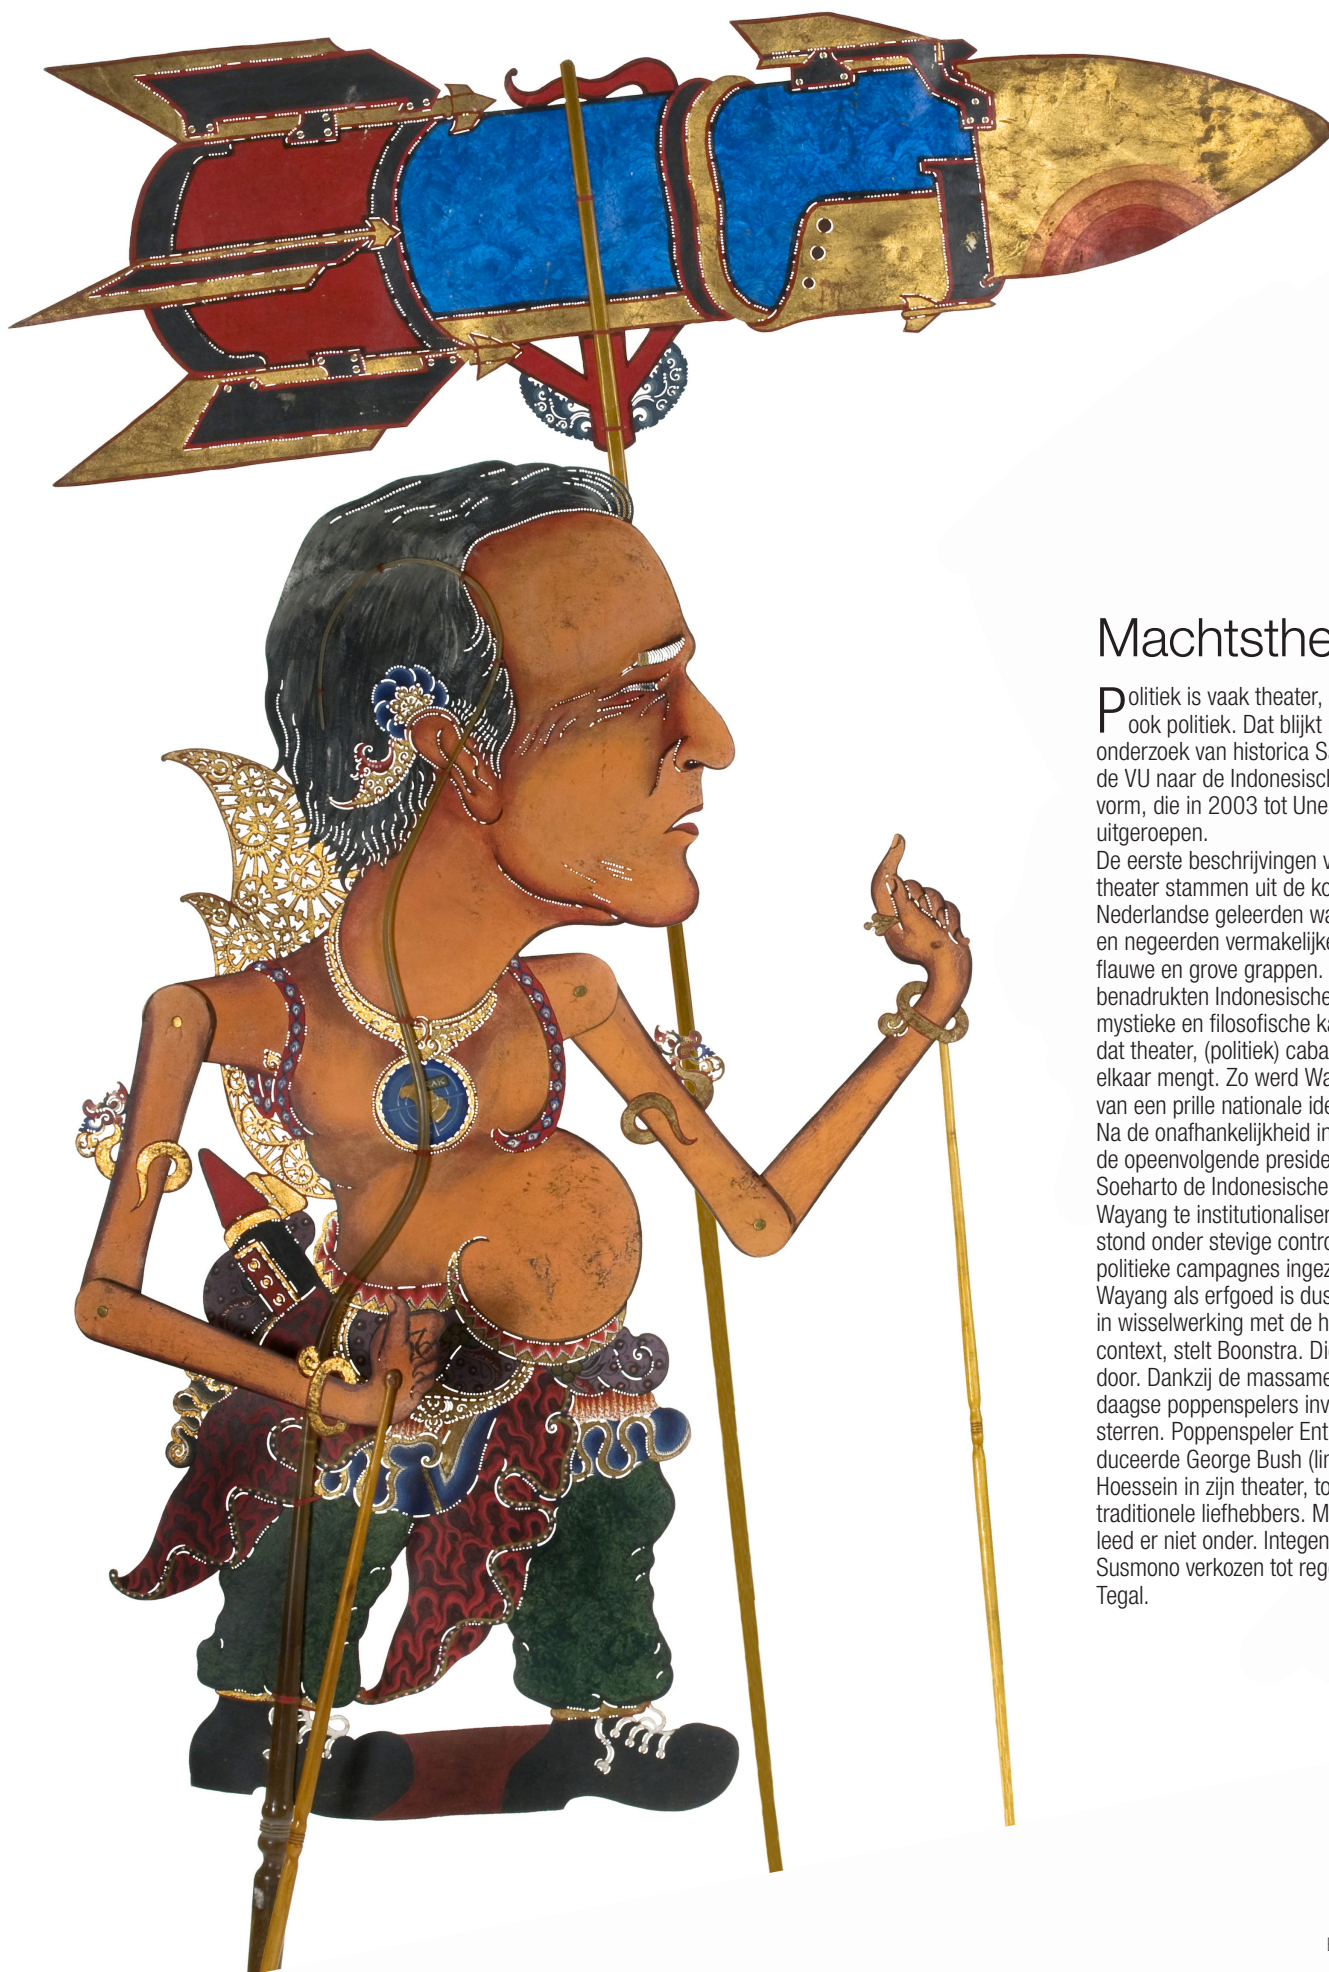 Machtsthe
Politiek is vaak theater,
ook politiek. Dat blijkt
onderzoek van historica Sa
de VU naar de Indonesisch
vorm, die in 2003 tot Une
uitgeroepen.
De eerste beschrijvingen v
theater stammen uit de ko
Nederlandse geleerden wa
en negeerden vermakelijke
flauwe en grove grappen.
benadrukten Indonesische
mystieke en filosofische ka
dat theater, (politiek) caba
elkaar mengt. Zo werd Wa
van een prille nationale ide
Na de onafhankelijkheid in
de opeenvolgende preside
Soeharto de Indonesische
Wayang te institutionaliser
stond onder stevige contro
politieke campagnes ingez
Wayang als erfgoed is dus
in wisselwerking met de h
context, stelt Boonstra. Di
door. Dankzij de massame
daagse poppenspelers inv
sterren. Poppenspeler Ent
duceerde George Bush (lin
Hoessein in zijn theater, to
traditionele liefhebbers. M
leed er niet onder. Integen
Susmono verkozen tot reg
Tegal.